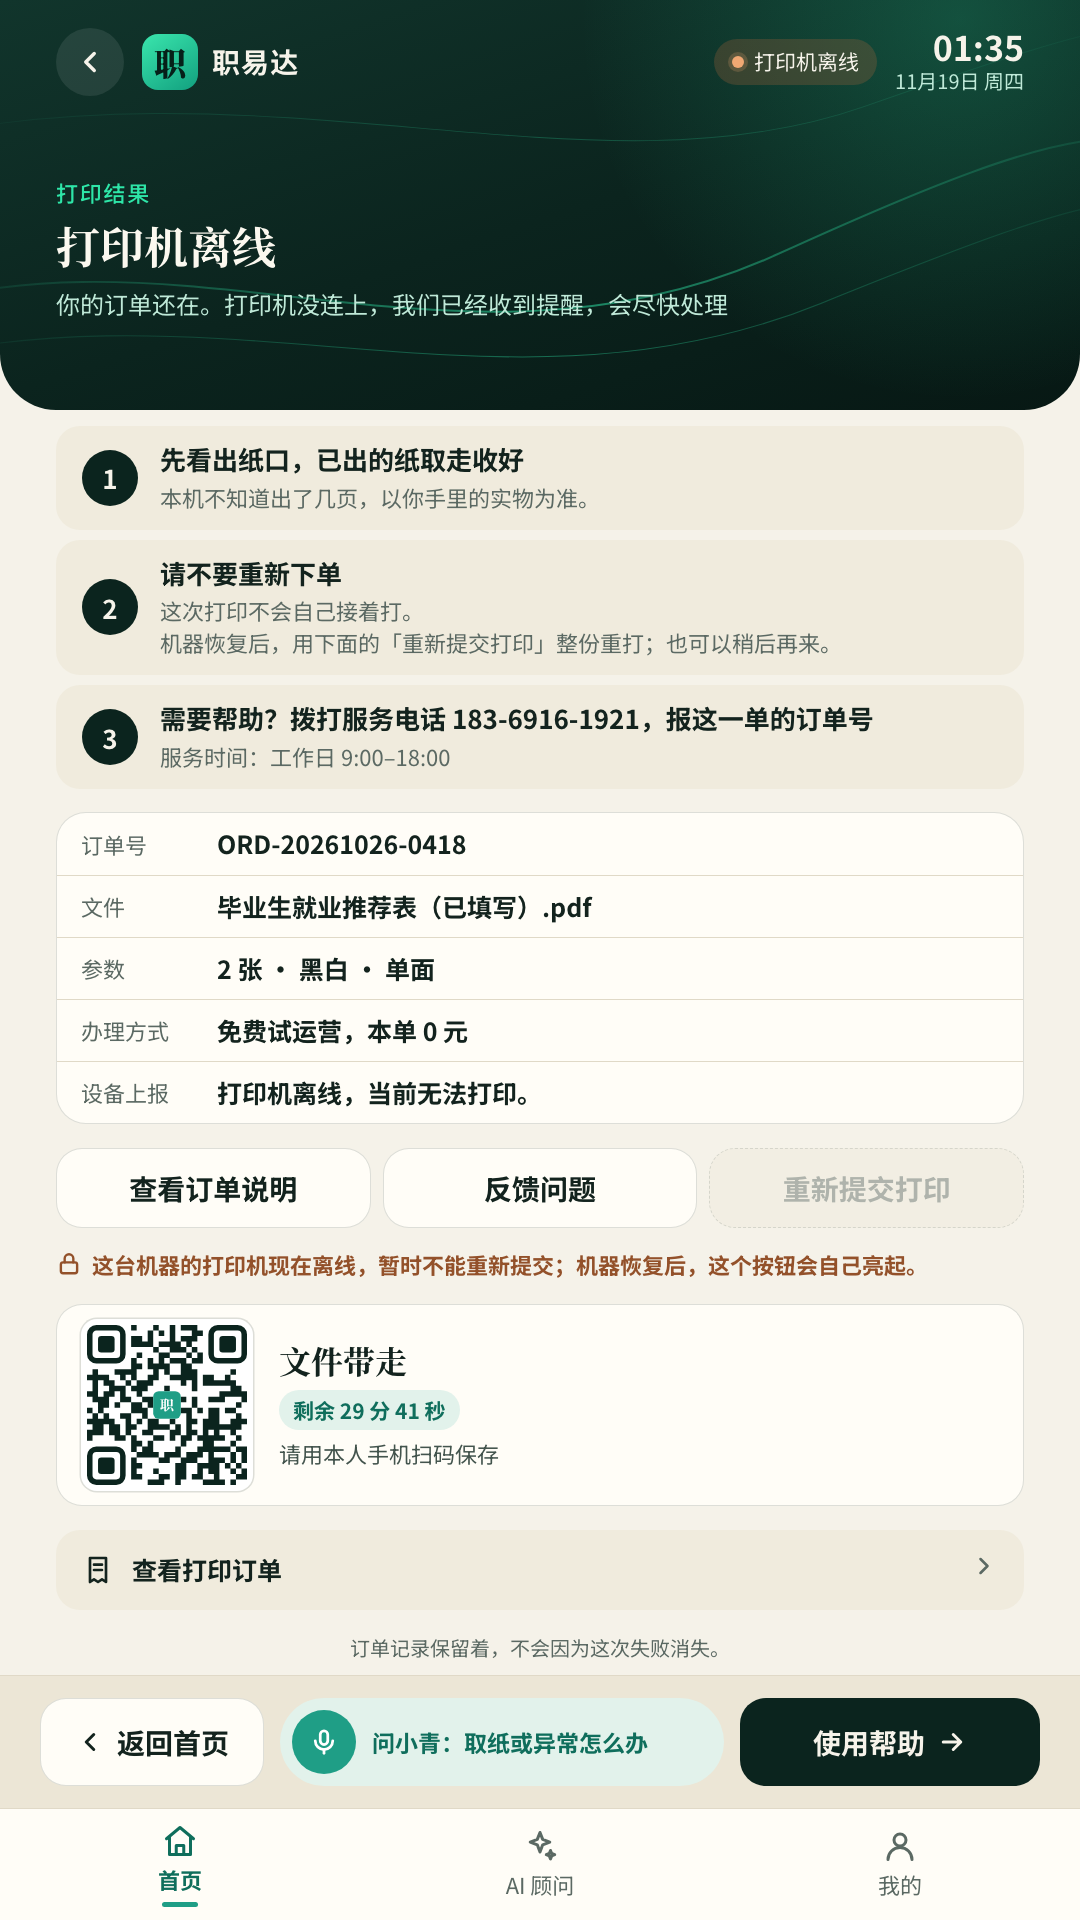 职 职易达
打印机离线
01:35
11月19日 周四
打印结果
打印机离线
你的订单还在。打印机没连上，我们已经收到提醒，会尽快处理
1
先看出纸口，已出的纸取走收好
本机不知道出了几页，以你手里的实物为准。
2
请不要重新下单
这次打印不会自己接着打。
机器恢复后，用下面的「重新提交打印」整份重打；也可以稍后再来。
3
需要帮助？拨打服务电话 183-6916-1921，报这一单的订单号
服务时间：工作日 9:00–18:00
订单号 ORD-20261026-0418
文件 毕业生就业推荐表（已填写）.pdf
参数 2 张 · 黑白 · 单面
办理方式 免费试运营，本单 0 元
设备上报 打印机离线，当前无法打印。
查看订单说明 反馈问题 重新提交打印
这台机器的打印机现在离线，暂时不能重新提交；机器恢复后，这个按钮会自己亮起。
职
文件带走
剩余 29 分 41 秒
请用本人手机扫码保存
查看打印订单
订单记录保留着，不会因为这次失败消失。
返回首页 问小青：取纸或异常怎么办 使用帮助
首页 AI 顾问 我的